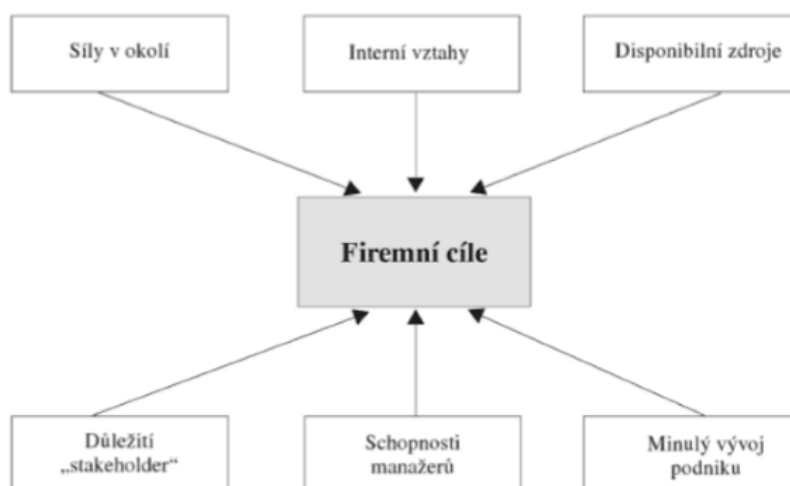 Síly v okolí
Interní vztahy
Disponibilní zdroje
Firemní cíle
Důležití
„stakeholder“
Schopnosti
manažerů
Minulý vývoj
podniku